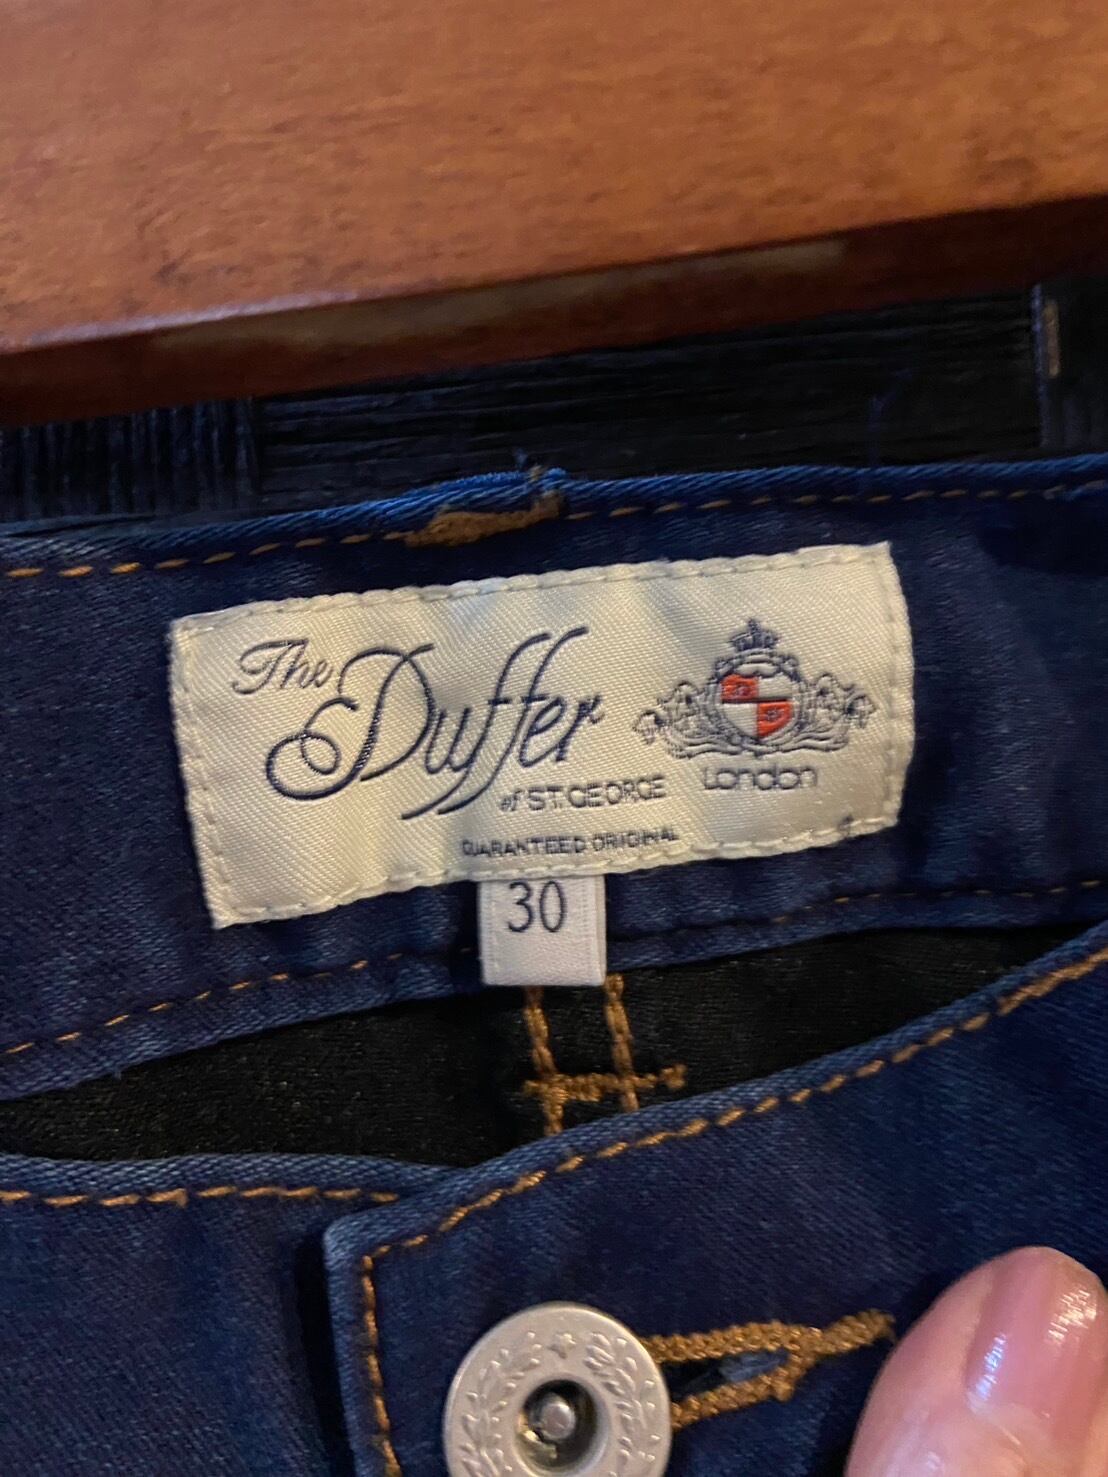 The Duffer
of ST.GEORGE
GUARANTEED ORIGINAL
London
30